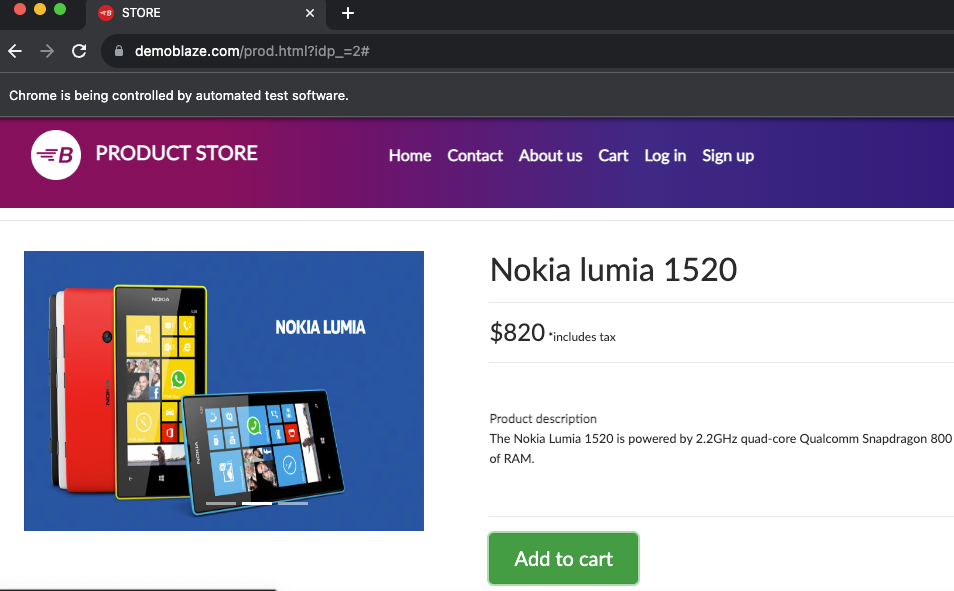 STORE
demoblaze.com/prod.html?idp_=2#
Chrome is being controlled by automated test software.
B PRODUCT STORE Home Contact About us Cart Log in Sign up
Nokia lumia 1520
$820 *includes tax
NOKIA
NOKIA LUMIA
Product description
The Nokia Lumia 1520 is powered by 2.2GHz quad-core Qualcomm Snapdragon 800
of RAM.
Add to cart